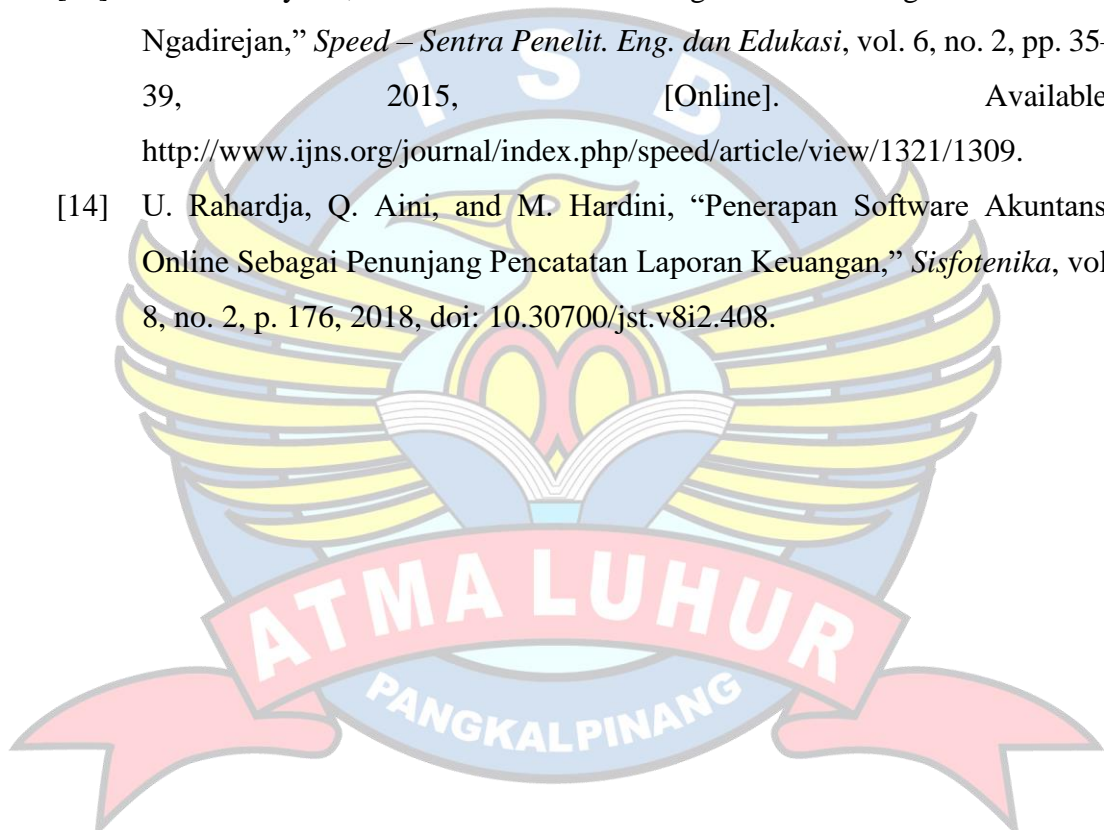 Ngadirejan,” Speed – Sentra Penelit. Eng. dan Edukasi, vol. 6, no. 2, pp. 35–
39, 2015, [Online]. Available
http://www.ijns.org/journal/index.php/speed/article/view/1321/1309.
[14] U. Rahardja, Q. Aini, and M. Hardini, “Penerapan Software Akuntans
Online Sebagai Penunjang Pencatatan Laporan Keuangan,” Sisfotenika, vol
8, no. 2, p. 176, 2018, doi: 10.30700/jst.v8i2.408.
I S B
ATMA LUHUR
PANGKALPINANG